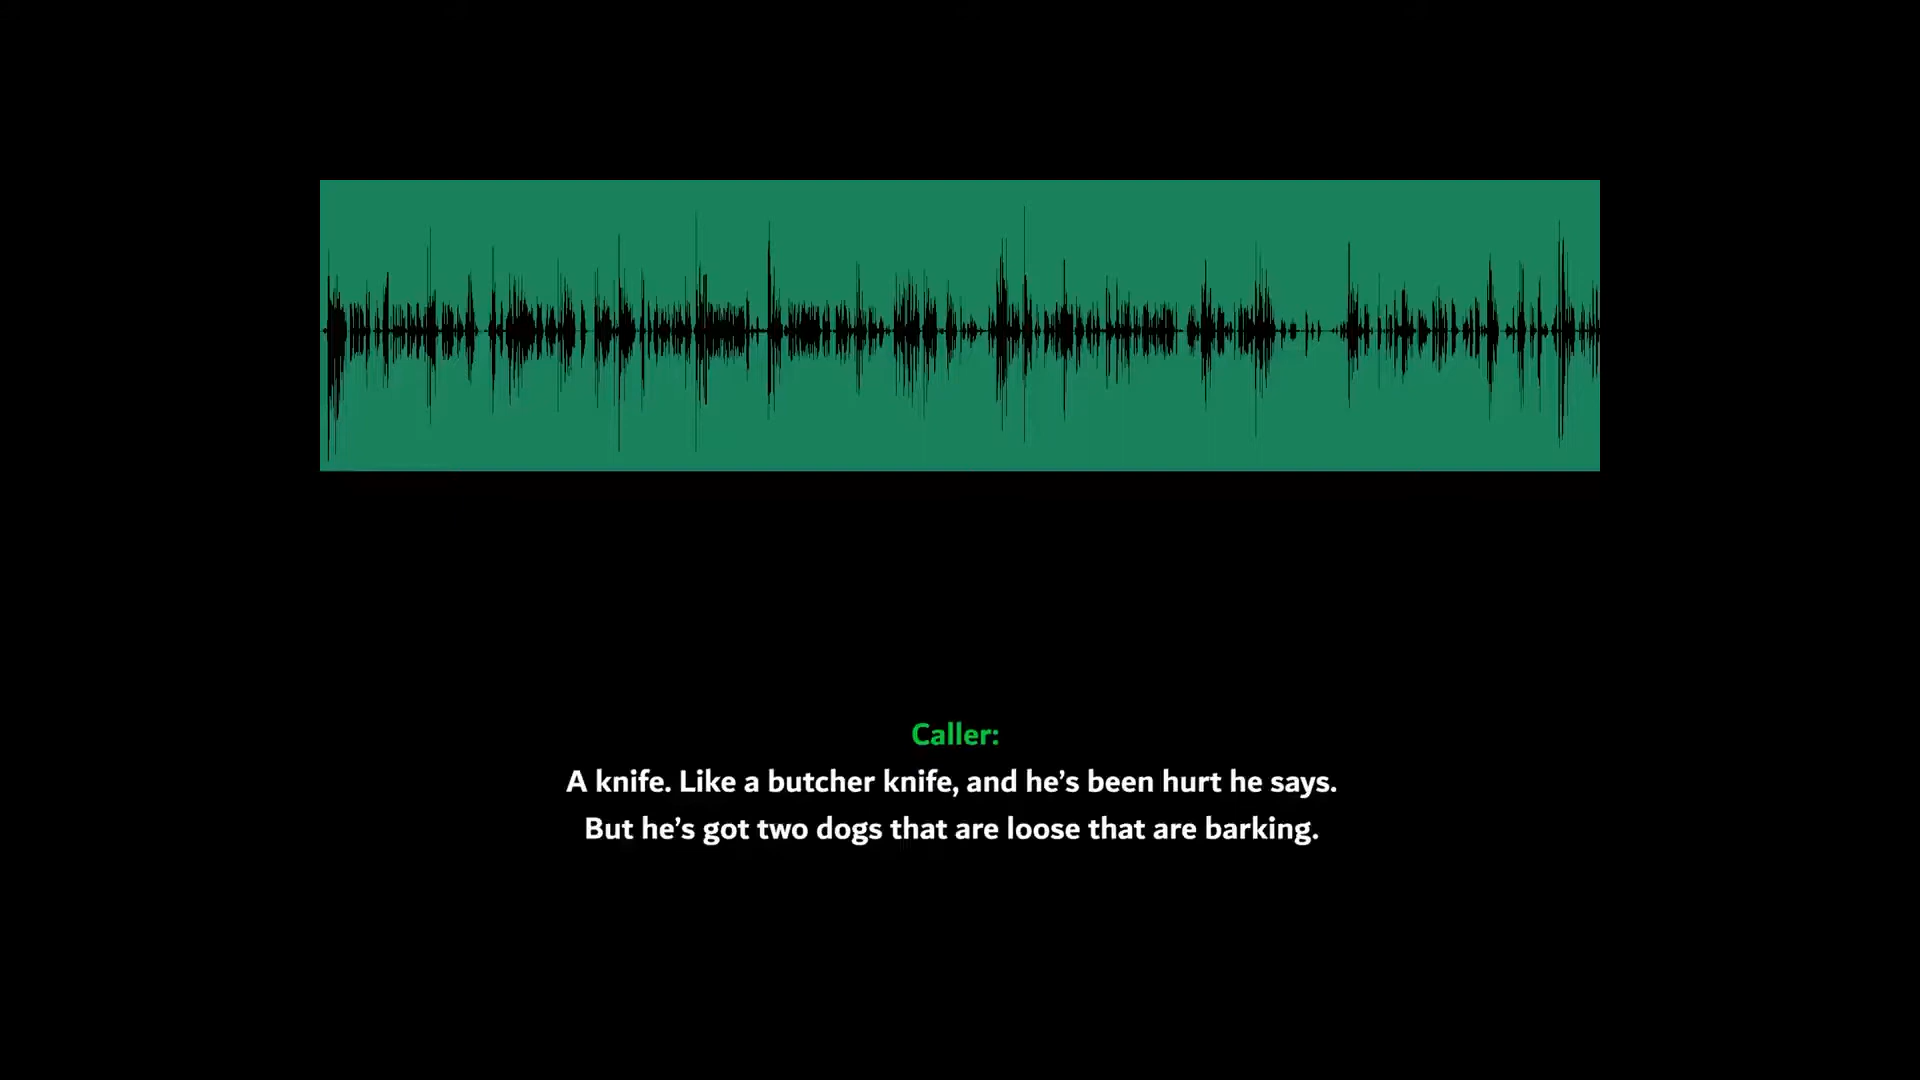 Caller:
A knife. Like a butcher knife, and he’s been hurt he says.
But he’s got two dogs that are loose that are barking.